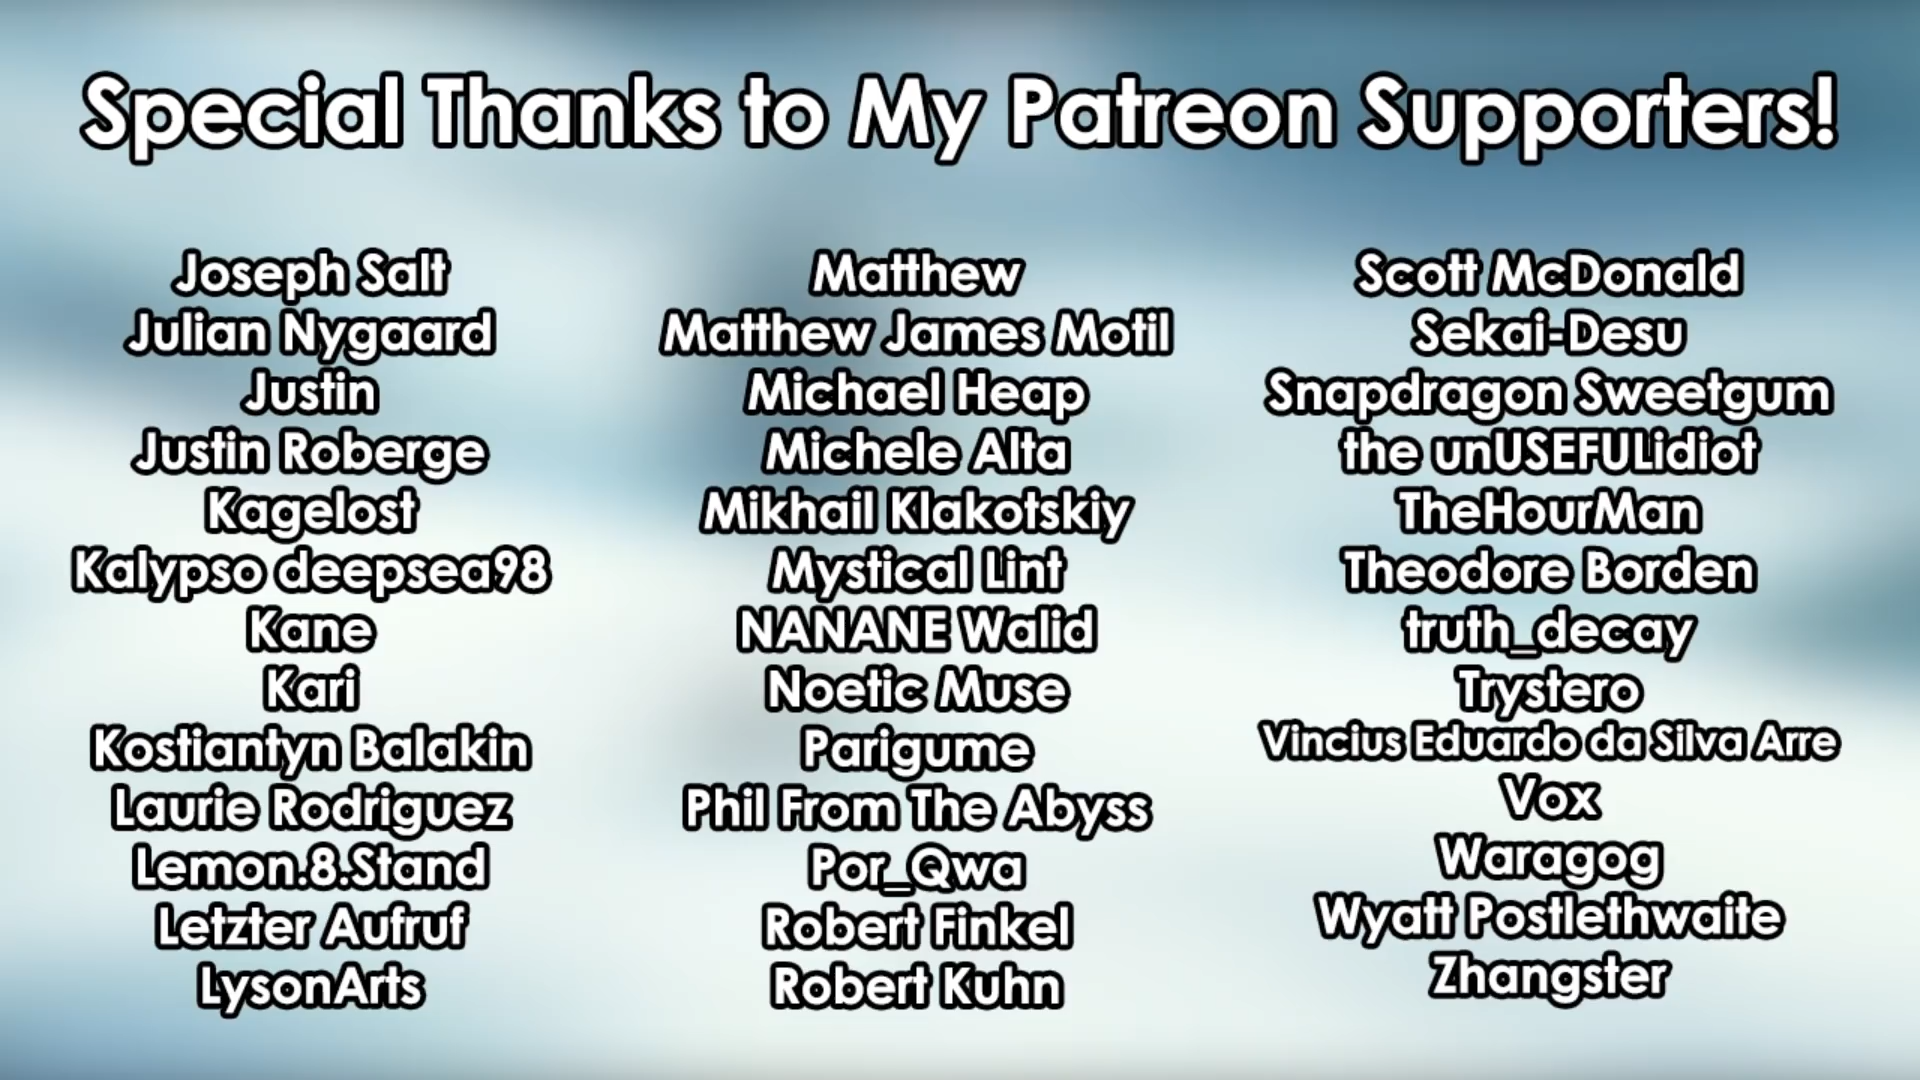 Special Thanks to My Patreon Supporters!
Joseph Salt
Julian Nygaard
Justin
Justin Roberge
Kagelost
Kalypso deepsea98
Kane
Kari
Kostiantyn Balakin
Laurie Rodriguez
Lemon.8.Stand
Letzter Aufruf
LysonArts
Matthew
Matthew James Motil
Michael Heap
Michele Alta
Mikhail Klakotskiy
Mystical Lint
NANANE Walid
Noetic Muse
Parigume
Phil From The Abyss
Por_Qwa
Robert Finkel
Robert Kuhn
Scott McDonald
Sekai-Desu
Snapdragon Sweetgum
the unUSEFULidiot
TheHourMan
Theodore Borden
truth_decay
Trystero
Vincius Eduardo da Silva Arre
Vox
Waragog
Wyatt Postlethwaite
Zhangster